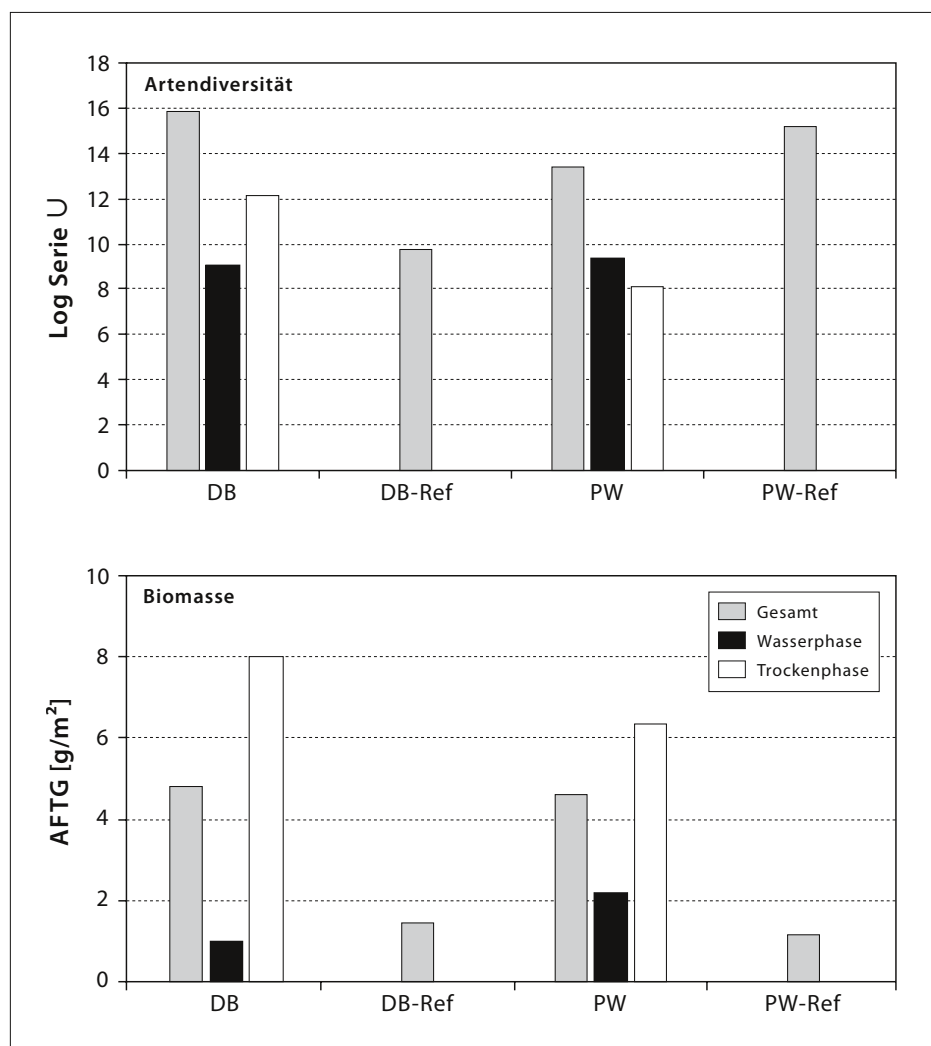 Artendiversität
Log Serie U
18
16
14
12
10
8
6
4
2
0
DB
DB-Ref
PW
PW-Ref
Biomasse
AFTG [g/m²]
10
8
6
4
2
0
Gesamt
Wasserphase
Trockenphase
DB
DB-Ref
PW
PW-Ref